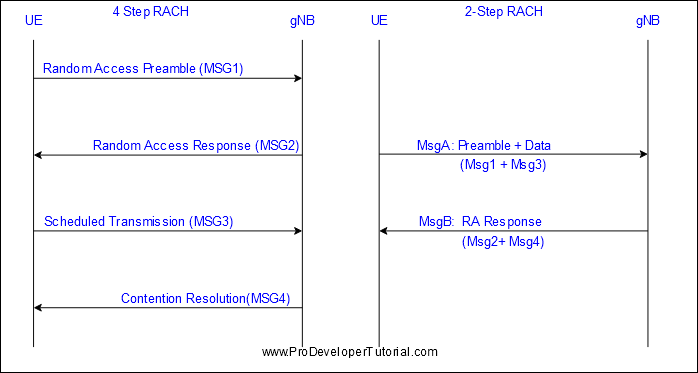 4 Step RACH
UE
gNB
Random Access Preamble (MSG1)
Random Access Response (MSG2)
Scheduled Transmission (MSG3)
Contention Resolution(MSG4)
2-Step RACH
UE
gNB
MsgA: Preamble + Data
(Msg1 + Msg3)
MsgB:  RA Response
(Msg2+ Msg4)
www.ProDeveloperTutorial.com